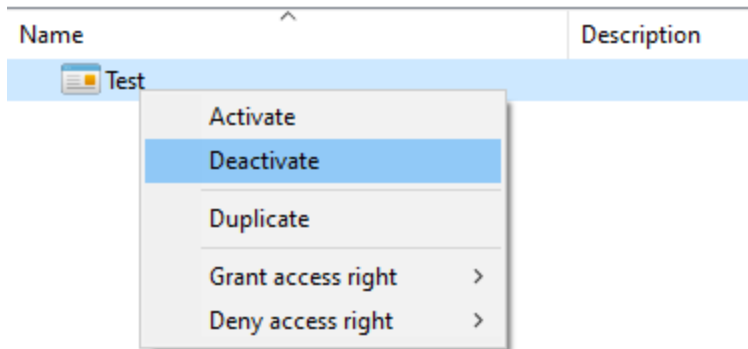 Name Description
Test
Activate
Deactivate
Duplicate
Grant access right
Deny access right